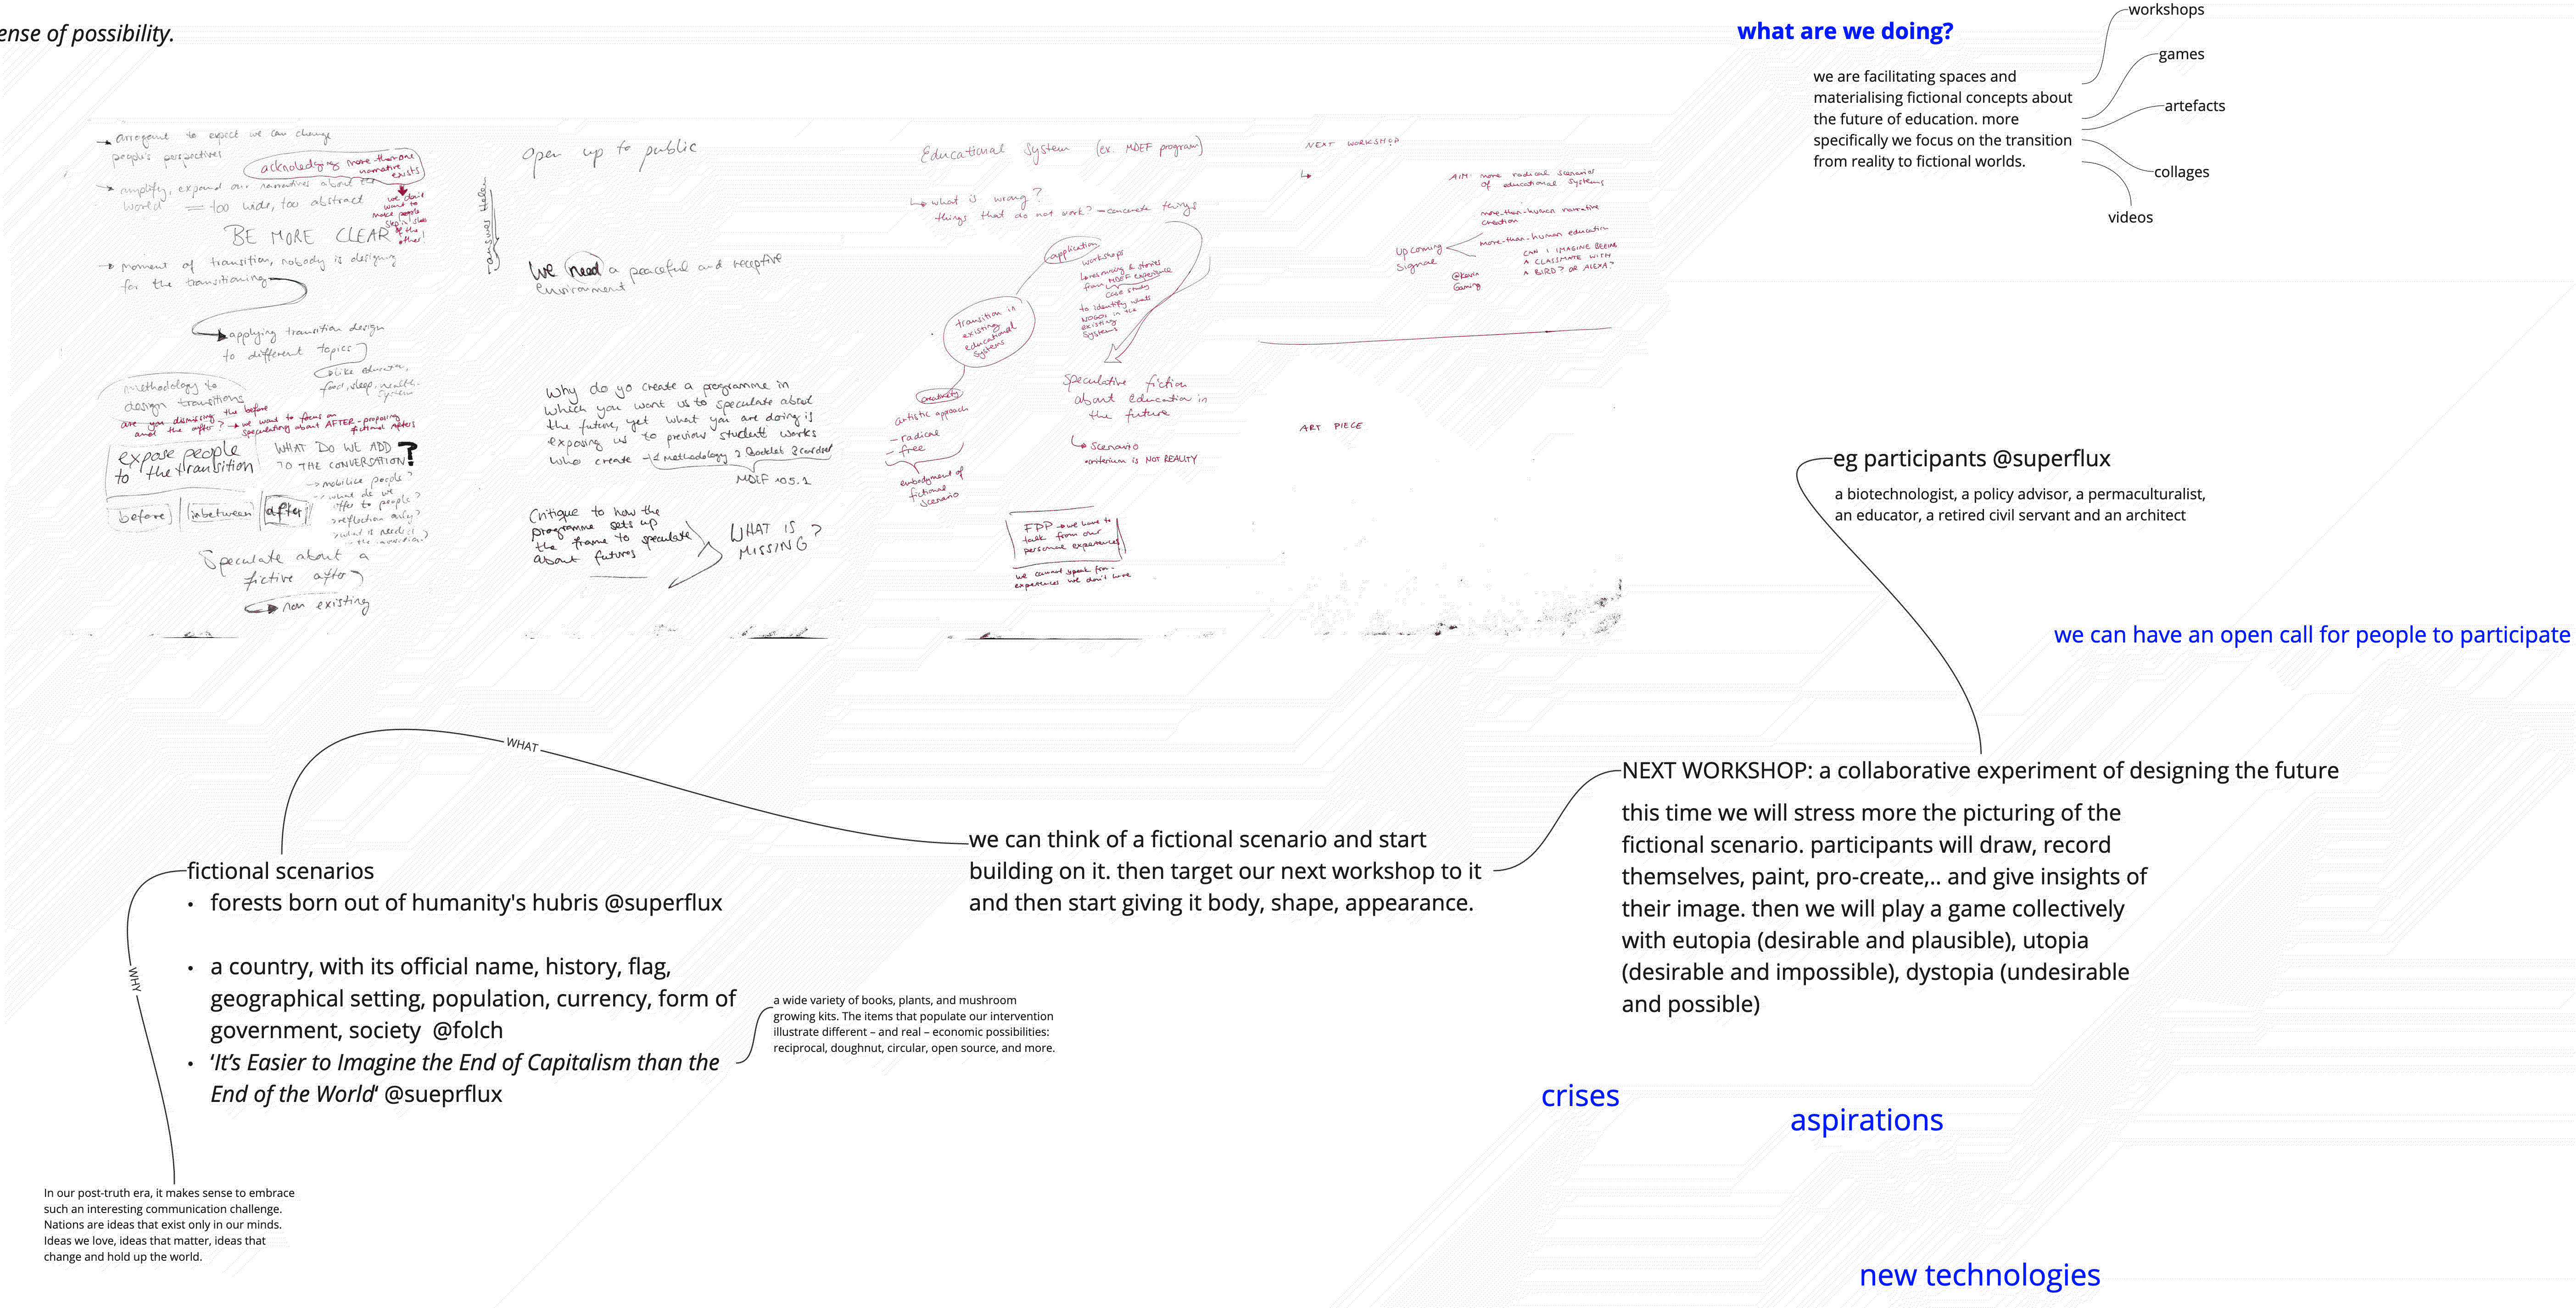 ense of possibility.
→ arrogant to expect we can change
people's perspectives
acknoledging more than one
narrative
exists
→ amplify, expand our narratives about
world = too wide, too abstract
we don't
want to
make people
BE MORE CLEAR
→ moment of transition, nobody is designing
for the transitioning
applying transition design
to different topics
like education,
food, sleep, health
system
methodology to
design transitions
are you dismissing the before
and the after? → we want to focus on
speculating about AFTER - proposing
fictional AFTERS
expose people
to the transition
WHAT DO WE ADD
TO THE CONVERSATION?
→ mobilize people?
what do we
offer to people?
reflection only?
what is needed
before | inbetween | after
Speculate about a
fictive after
non existing
Open up to public
answers Helen
We need a peaceful and receptive
environment
Why do yo create a programme in
which you want us to speculate about
the future, yet what you are doing is
exposing us to previous student works
who create → 1 Methodology 2 Booklet 3 cardset
MDEF 105.1
Critique to how the
programme sets up
the frame to speculate
about futures
WHAT IS
MISSING?
Educational System (ex. MDEF program)
what is wrong?
things that do not work? → concrete things
application
workshops
from MDEF experience
case study
to identify whats
in the
existing
systems
transition in
existing
educational
systems
creativity
artistic approach
- radical
- free
embodyment of
fictional
scenario
Speculative fiction
about education in
the future
scenario
criterium is NOT REALITY
FPP → we have to
talk from our
personal experiences
we cannot speak from
experiences we don't have
NEXT WORKSHOP
AIM: more radical scenarios
of educational systems
more-than-human narrative
creation
more-than-human education
upcoming
signal
CAN I IMAGINE BEEING
A CLASSMATE WITH
A BIRD? OR ALEXA?
@Kevin
Gaming
ART PIECE
what are we doing?
we are facilitating spaces and
materialising fictional concepts about
the future of education. more
specifically we focus on the transition
from reality to fictional worlds.
workshops
games
artefacts
collages
videos
eg participants @superflux
a biotechnologist, a policy advisor, a permaculturalist,
an educator, a retired civil servant and an architect
we can have an open call for people to participate
WHAT
NEXT WORKSHOP: a collaborative experiment of designing the future
this time we will stress more the picturing of the
fictional scenario. participants will draw, record
themselves, paint, pro-create,.. and give insights of
their image. then we will play a game collectively
with eutopia (desirable and plausible), utopia
(desirable and impossible), dystopia (undesirable
and possible)
we can think of a fictional scenario and start
building on it. then target our next workshop to it
and then start giving it body, shape, appearance.
fictional scenarios
• forests born out of humanity's hubris @superflux
• a country, with its official name, history, flag,
geographical setting, population, currency, form of
government, society @folch
• ‘It’s Easier to Imagine the End of Capitalism than the
End of the World‘ @sueprflux
WHY
a wide variety of books, plants, and mushroom
growing kits. The items that populate our intervention
illustrate different – and real – economic possibilities:
reciprocal, doughnut, circular, open source, and more.
crises
aspirations
In our post-truth era, it makes sense to embrace
such an interesting communication challenge.
Nations are ideas that exist only in our minds.
Ideas we love, ideas that matter, ideas that
change and hold up the world.
new technologies